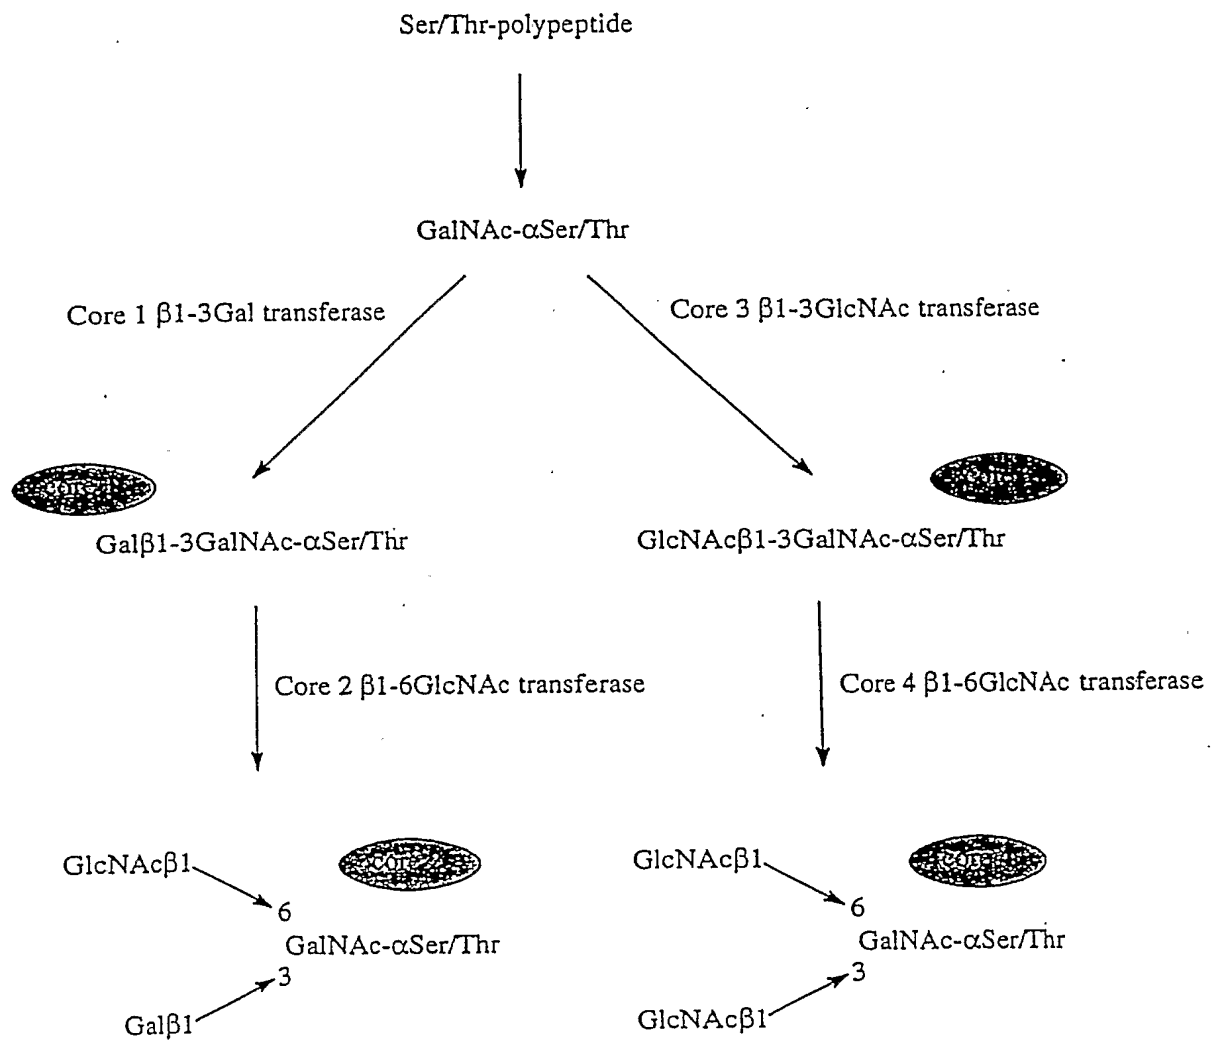 Ser/Thr-polypeptide
GalNAc-αSer/Thr
Core 1 β1-3Gal transferase
Core 3 β1-3GlcNAc transferase
Galβ1-3GalNAc-αSer/Thr
GlcNAcβ1-3GalNAc-αSer/Thr
Core 2 β1-6GlcNAc transferase
Core 4 β1-6GlcNAc transferase
GlcNAcβ1
6
GalNAc-αSer/Thr
3
Galβ1
GlcNAcβ1
6
GalNAc-αSer/Thr
3
GlcNAcβ1